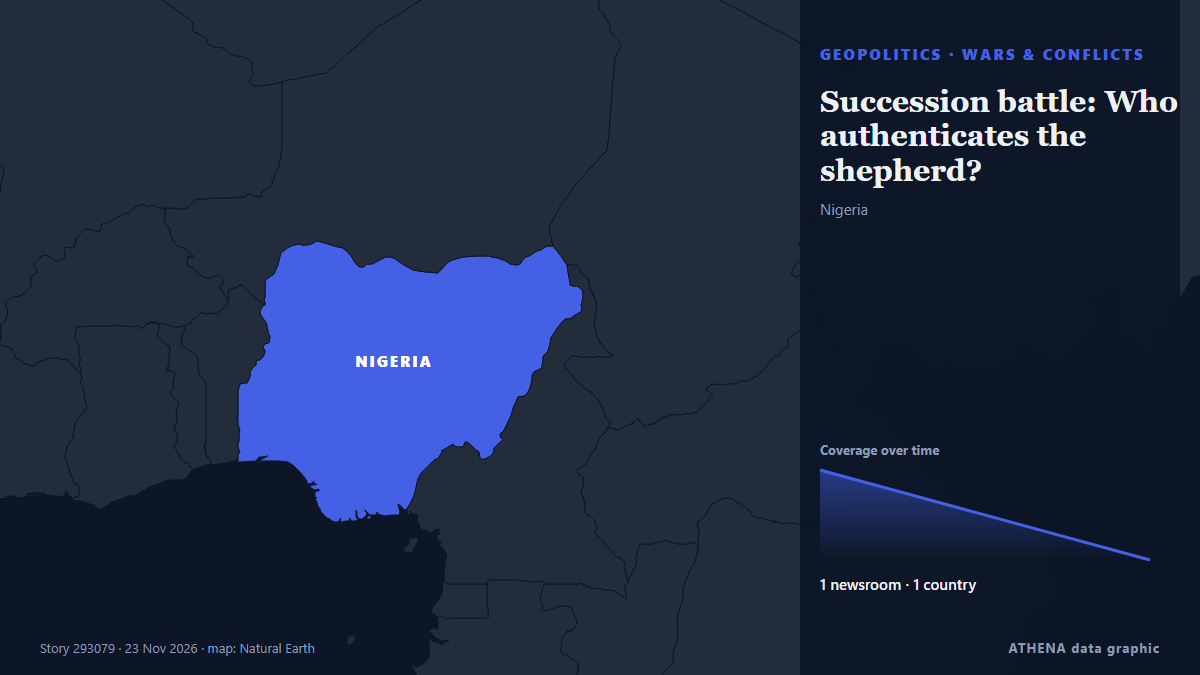 GEOPOLITICS · WARS & CONFLICTS
Succession battle: Who
authenticates the
shepherd?
Nigeria
NIGERIA
Coverage over time
1 newsroom · 1 country
Story 293079 · 23 Nov 2026 · map: Natural Earth
ATHENA data graphic